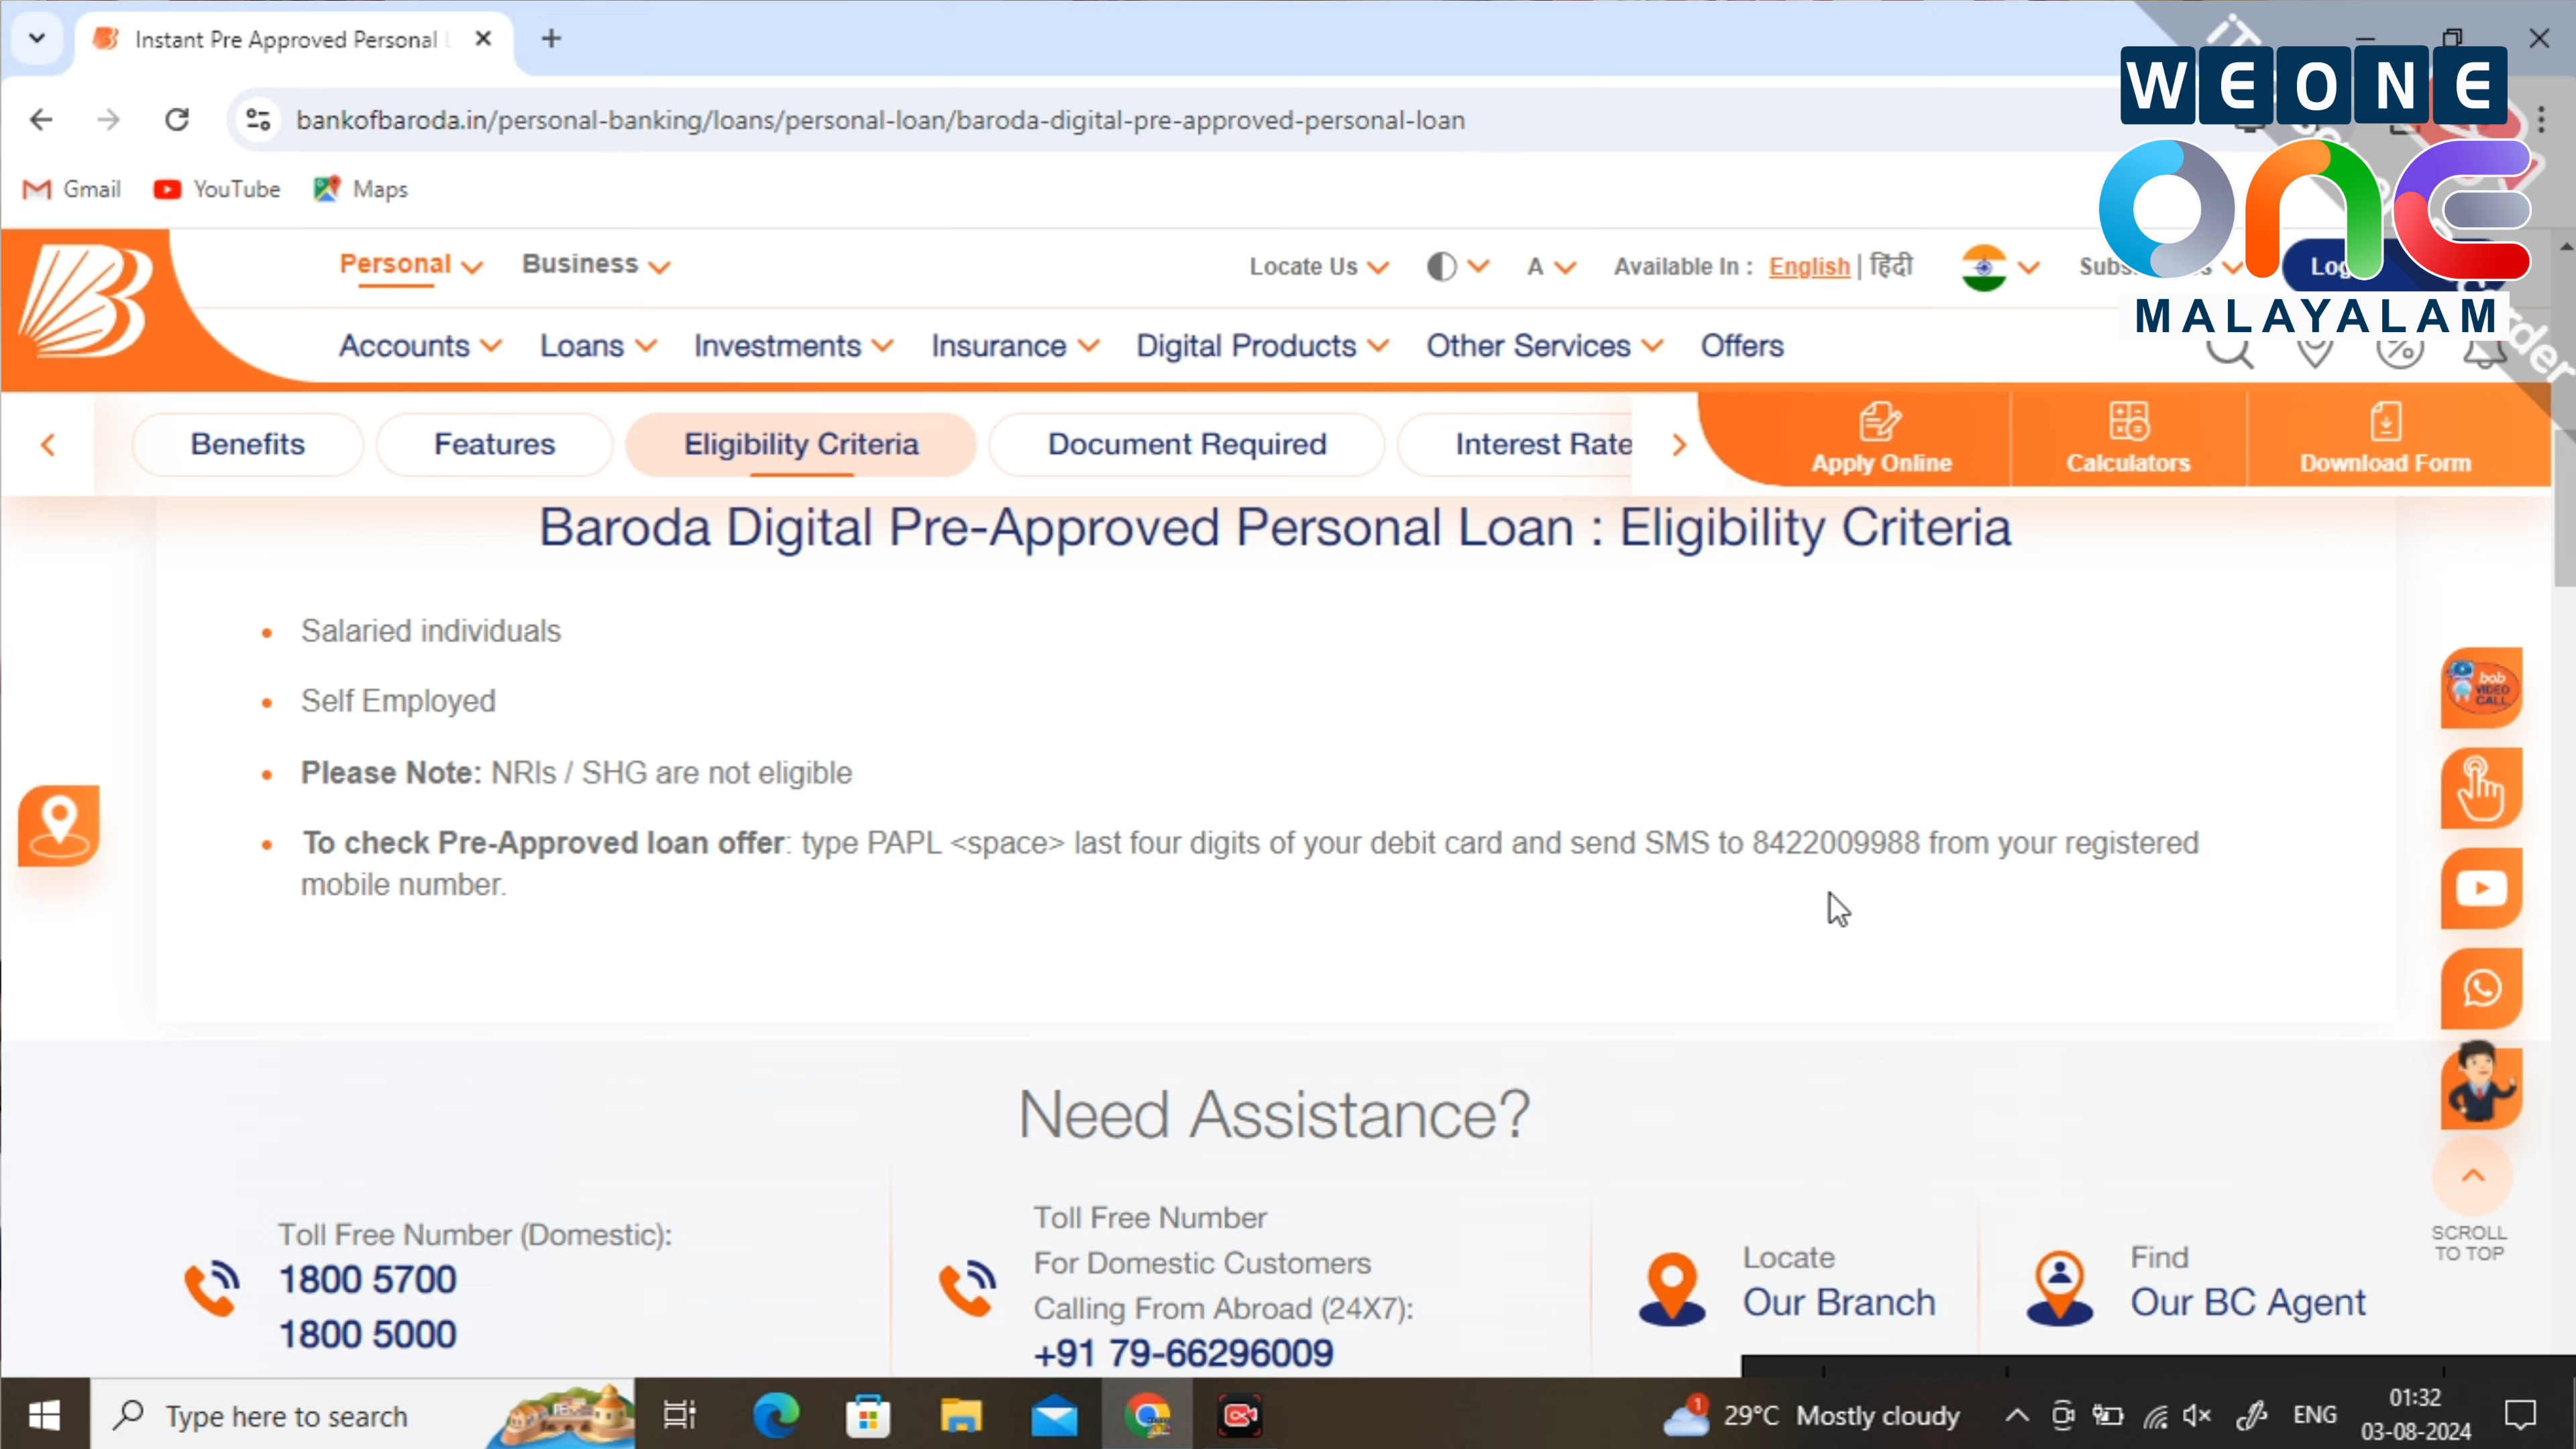 Instant Pre Approved Personal L
bankofbaroda.in/personal-banking/loans/personal-loan/baroda-digital-pre-approved-personal-loan
Gmail YouTube Maps
WEONE
ONE
MALAYALAM
Personal Business Locate Us A Available In : English | हिंदी
Accounts Loans Investments Insurance Digital Products Other Services Offers
Benefits Features Eligibility Criteria Document Required Interest Rate Apply Online Calculators Download Form
Baroda Digital Pre-Approved Personal Loan : Eligibility Criteria
Salaried individuals
Self Employed
Please Note: NRIs / SHG are not eligible
To check Pre-Approved loan offer: type PAPL <space> last four digits of your debit card and send SMS to 8422009988 from your registered
mobile number.
bob
VIDEO
CALL
Need Assistance?
Toll Free Number (Domestic):
1800 5700
1800 5000
Toll Free Number
For Domestic Customers
Calling From Abroad (24X7):
+91 79-66296009
Locate
Our Branch
Find
Our BC Agent
SCROLL
TO TOP
Type here to search
1
29°C Mostly cloudy
ENG
01:32
03-08-2024